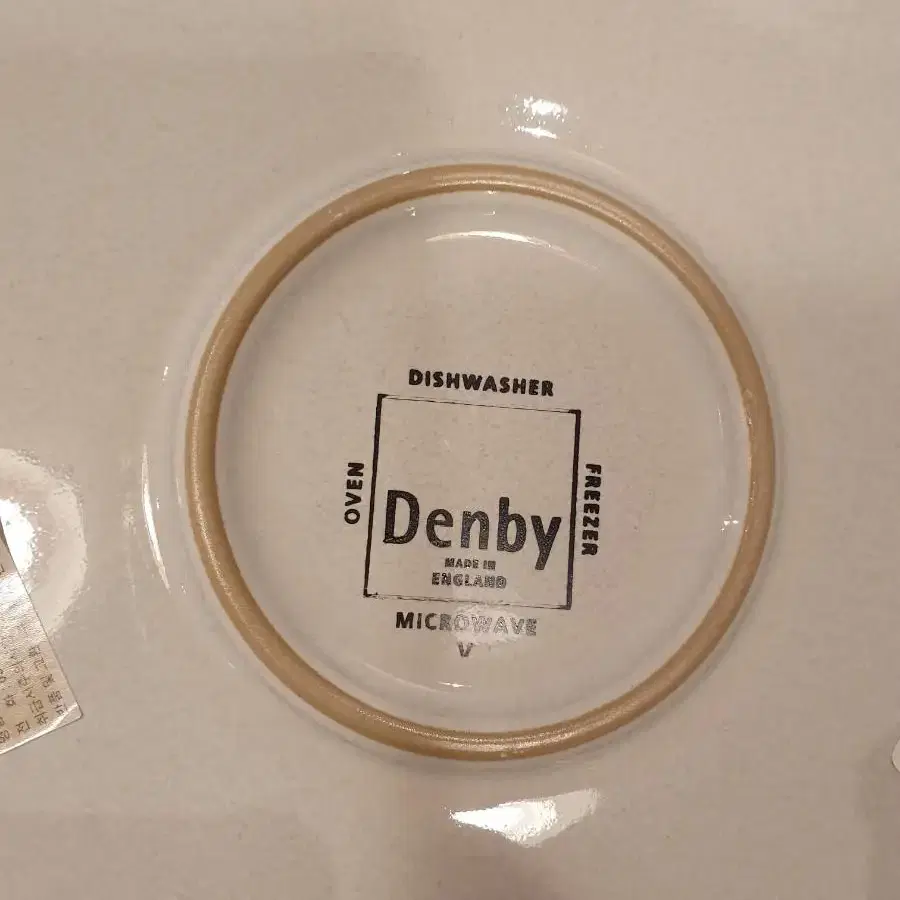 DISHWASHER
OVEN
FREEZER
Denby
MADE IN
ENGLAND
MICROWAVE
V